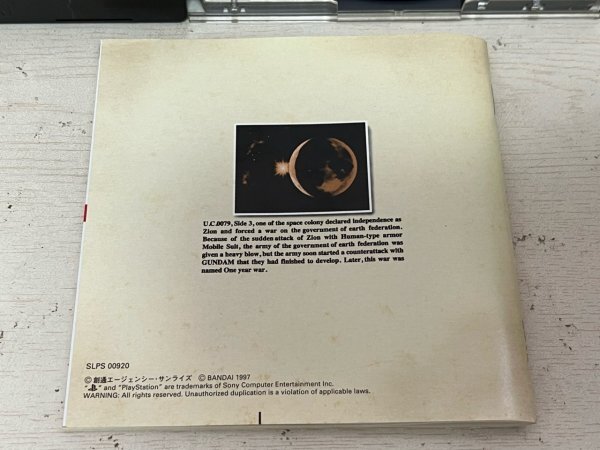 U.C.0079, Side 3, one of the space colony declared independence as
Zion and forced a war on the government of earth federation.
Because of the sudden attack of Zion with Human-type armor
Mobile Suit, the army of the government of earth federation was
given a heavy blow, but the army soon started a counterattack with
GUNDAM that they had finished to develop. Later, this war was
named One year war.
SLPS 00920
© 創通エージェンシー・サンライズ © BANDAI 1997
" " and "PlayStation" are trademarks of Sony Computer Entertainment Inc.
WARNING: All rights reserved. Unauthorized duplication is a violation of applicable laws.